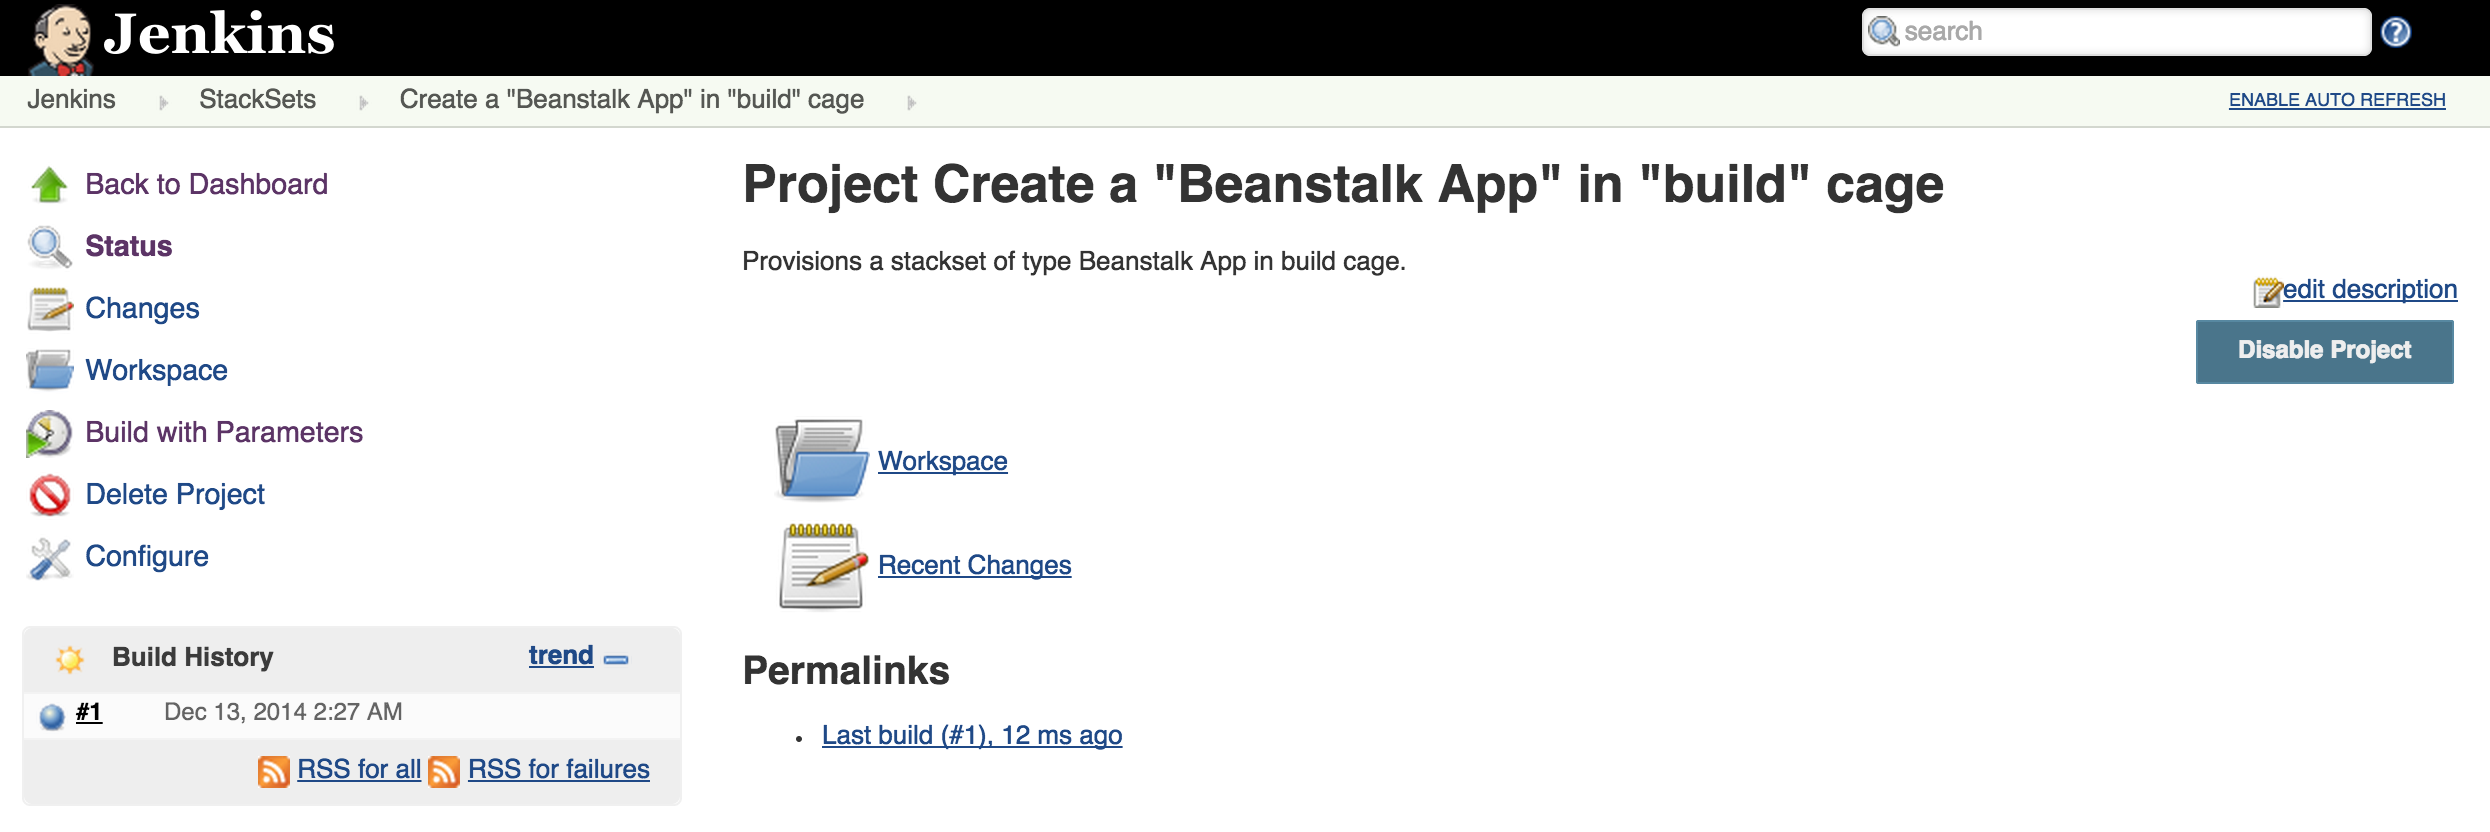 Jenkins
search
Jenkins StackSets Create a "Beanstalk App" in "build" cage ENABLE AUTO REFRESH
Back to Dashboard
Status
Changes
Workspace
Build with Parameters
Delete Project
Configure
Build History trend
#1 Dec 13, 2014 2:27 AM
RSS for all RSS for failures
Project Create a "Beanstalk App" in "build" cage
Provisions a stackset of type Beanstalk App in build cage.
edit description
Disable Project
Workspace
Recent Changes
Permalinks
Last build (#1), 12 ms ago